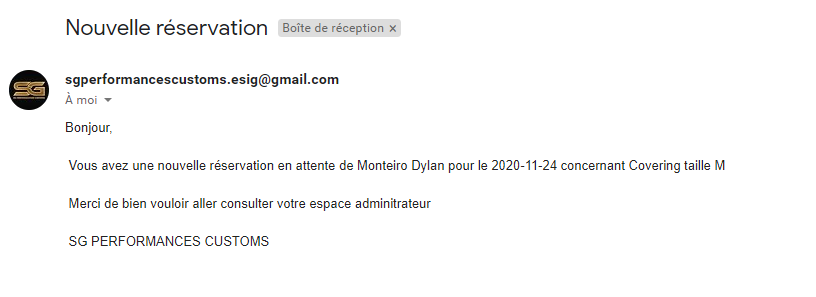 Nouvelle réservation Boîte de réception ×
SG
sgperformancescustoms.esig@gmail.com
À moi
Bonjour,
Vous avez une nouvelle réservation en attente de Monteiro Dylan pour le 2020-11-24 concernant Covering taille M
Merci de bien vouloir aller consulter votre espace adminitrateur
SG PERFORMANCES CUSTOMS